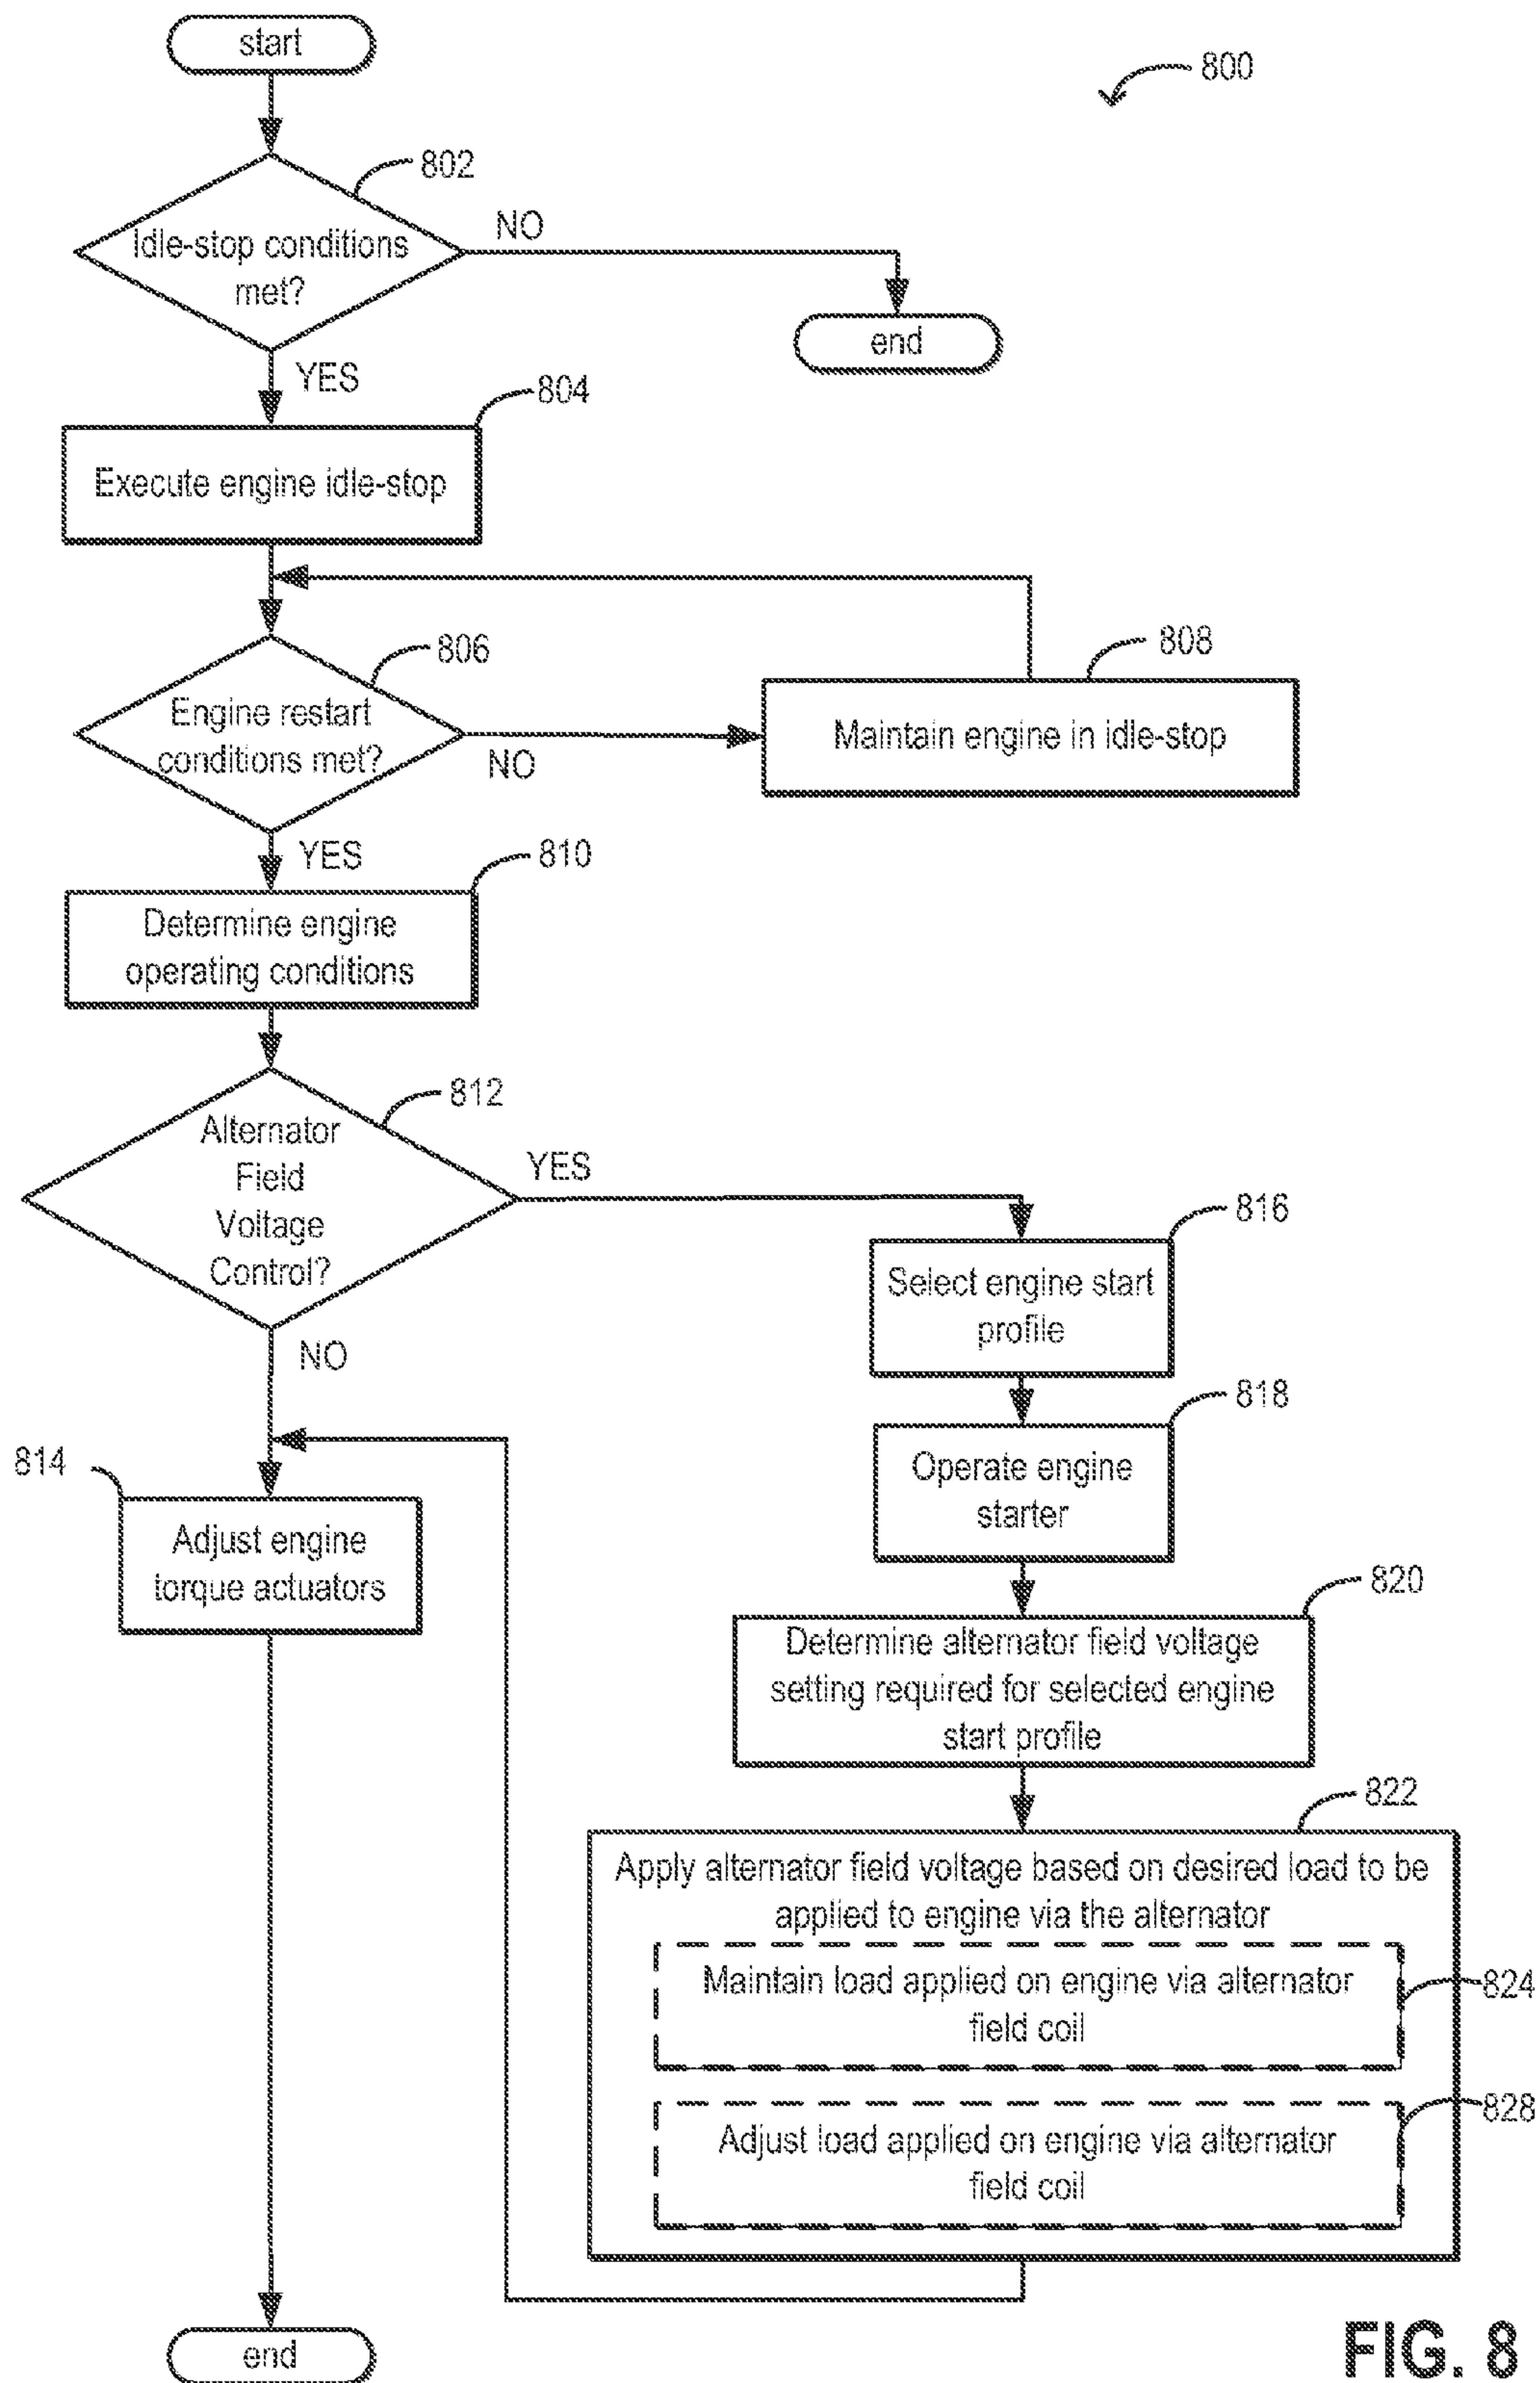 start
800
802
Idle-stop conditions
met?
NO
end
YES
804
Execute engine idle-stop
806
Engine restart
conditions met?
NO
808
Maintain engine in idle-stop
YES
810
Determine engine
operating conditions
812
Alternator
Field
Voltage
Control?
YES
NO
816
Select engine start
profile
818
Operate engine
starter
814
Adjust engine
torque actuators
820
Determine alternator field voltage
setting required for selected engine
start profile
822
Apply alternator field voltage based on desired load to be
applied to engine via the alternator
Maintain load applied on engine via alternator
field coil
824
Adjust load applied on engine via alternator
field coil
828
end
FIG. 8